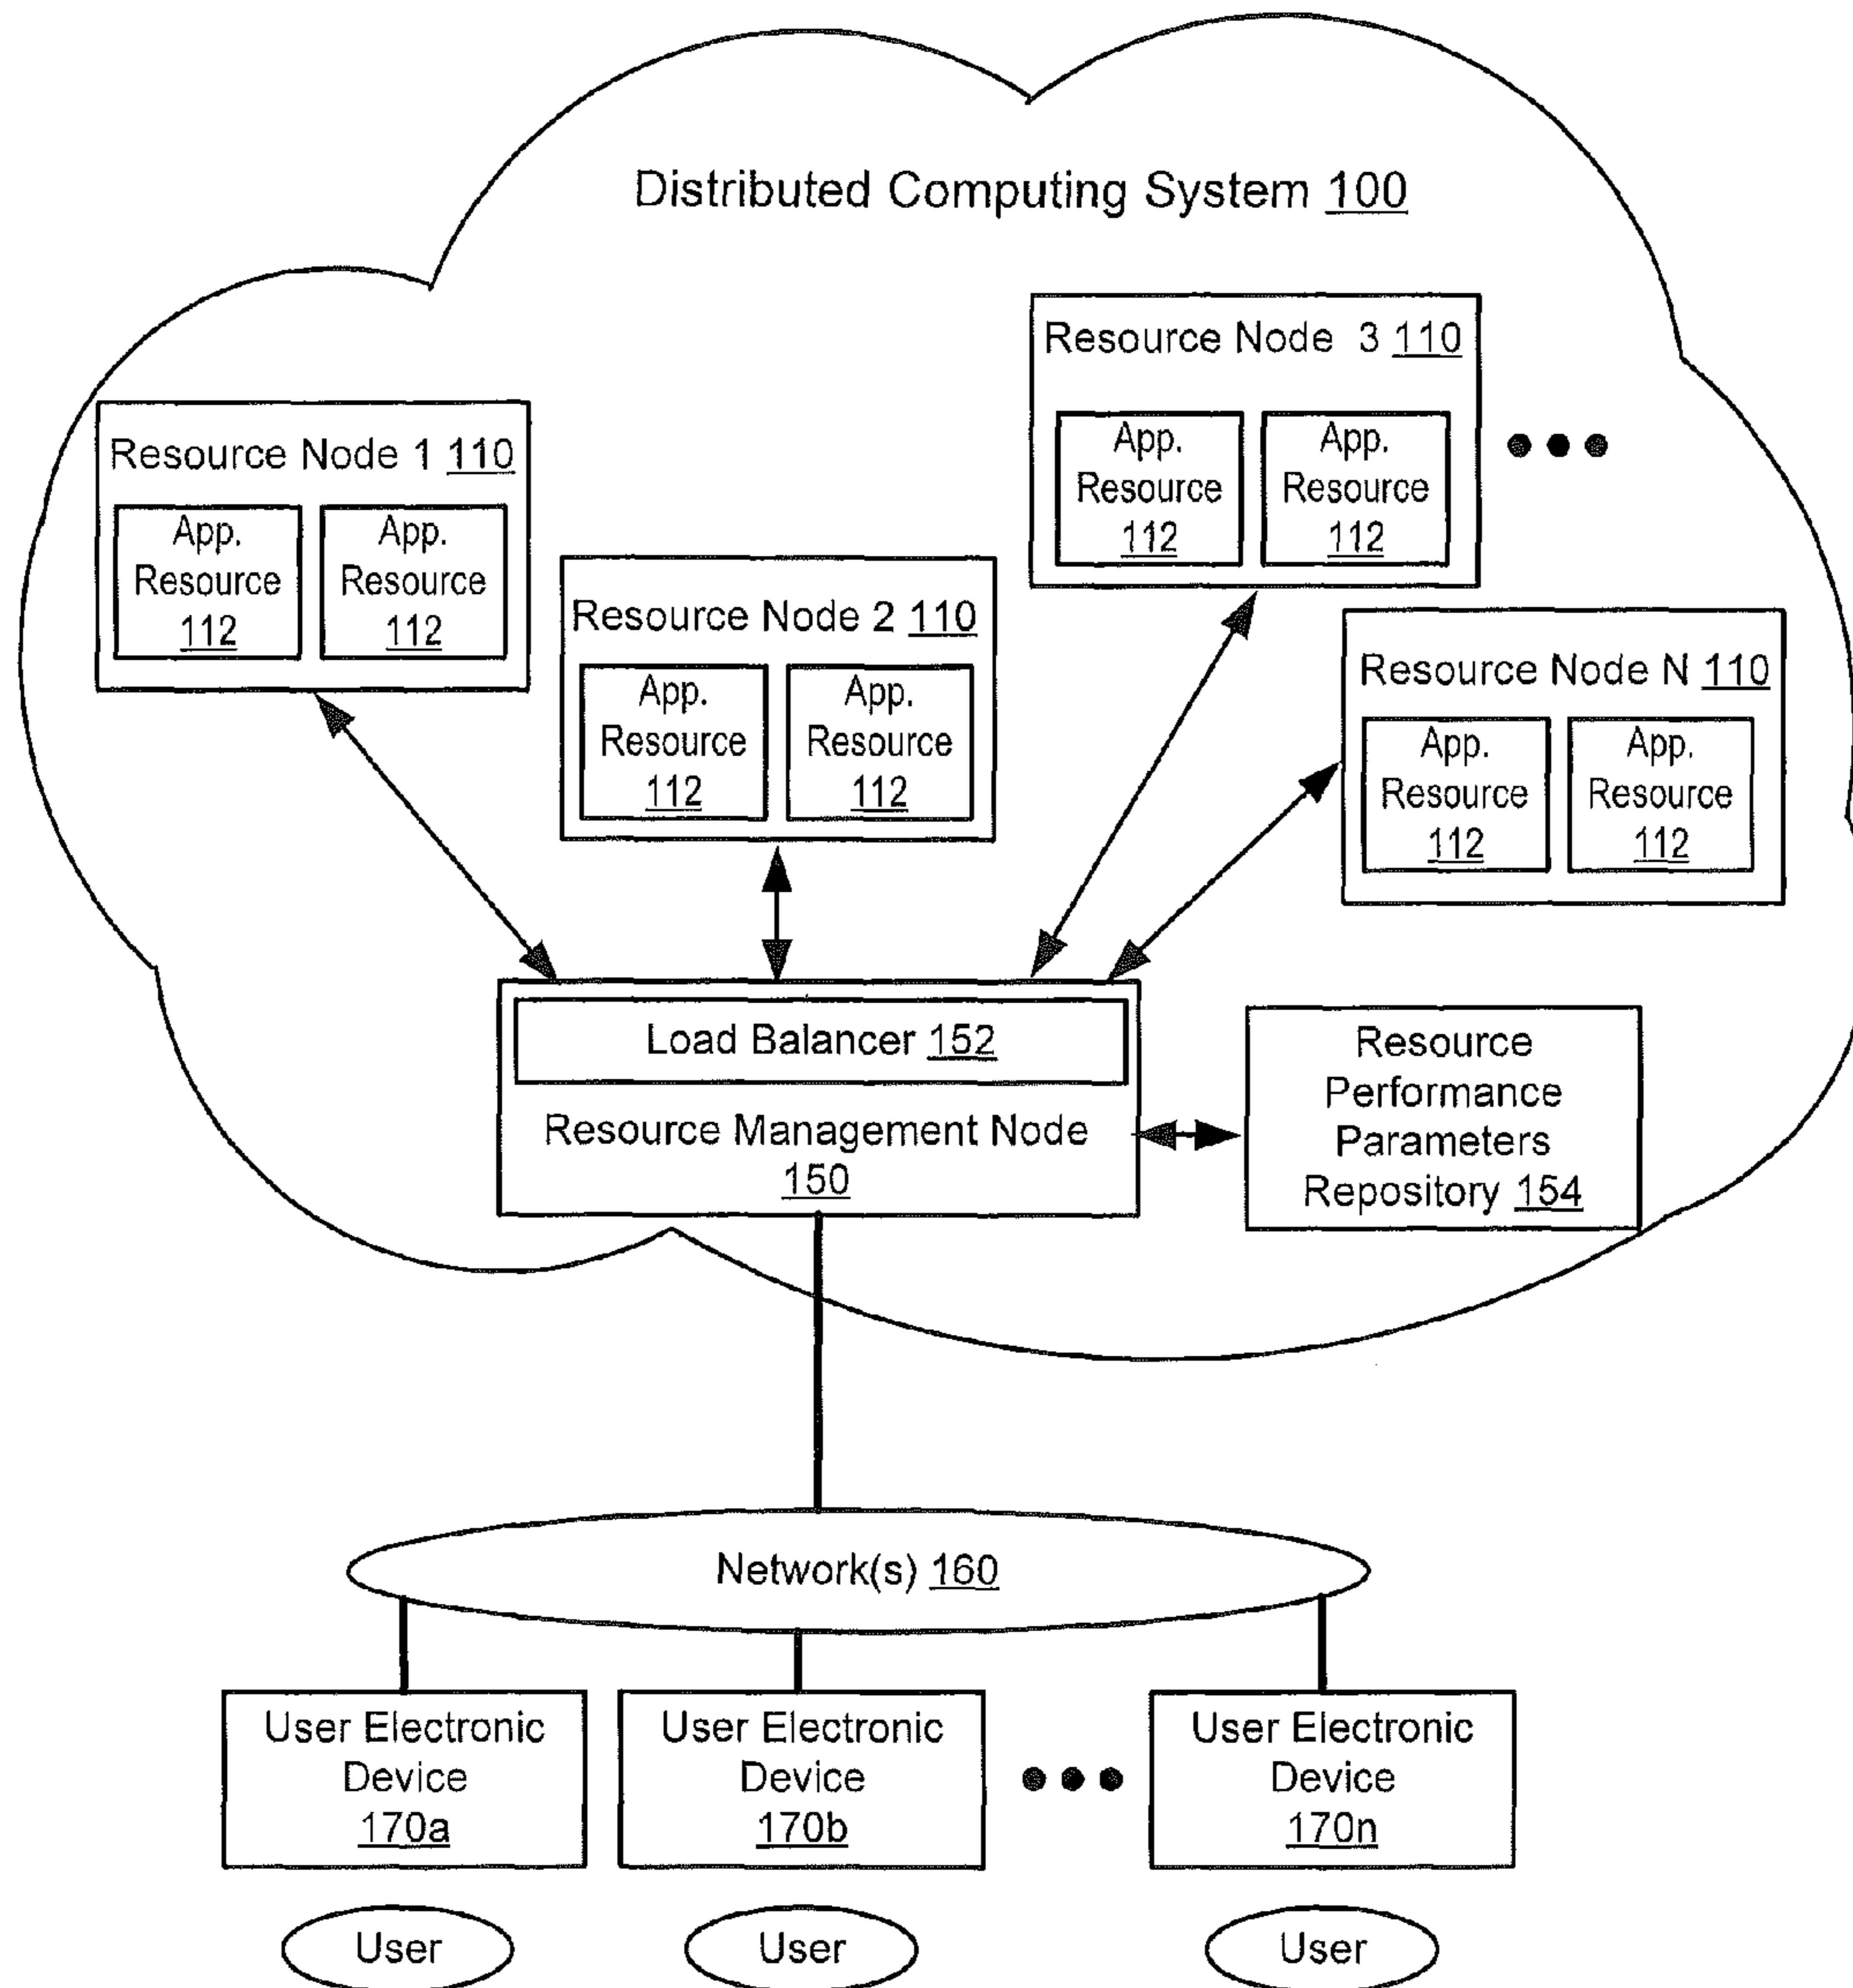 Distributed Computing System 100
Resource Node 1 110
App.
Resource
112
App.
Resource
112
Resource Node 2 110
App.
Resource
112
App.
Resource
112
Resource Node 3 110
App.
Resource
112
App.
Resource
112
Resource Node N 110
App.
Resource
112
App.
Resource
112
Load Balancer 152
Resource Management Node
150
Resource
Performance
Parameters
Repository 154
Network(s) 160
User Electronic
Device
170a
User Electronic
Device
170b
User Electronic
Device
170n
User
User
User